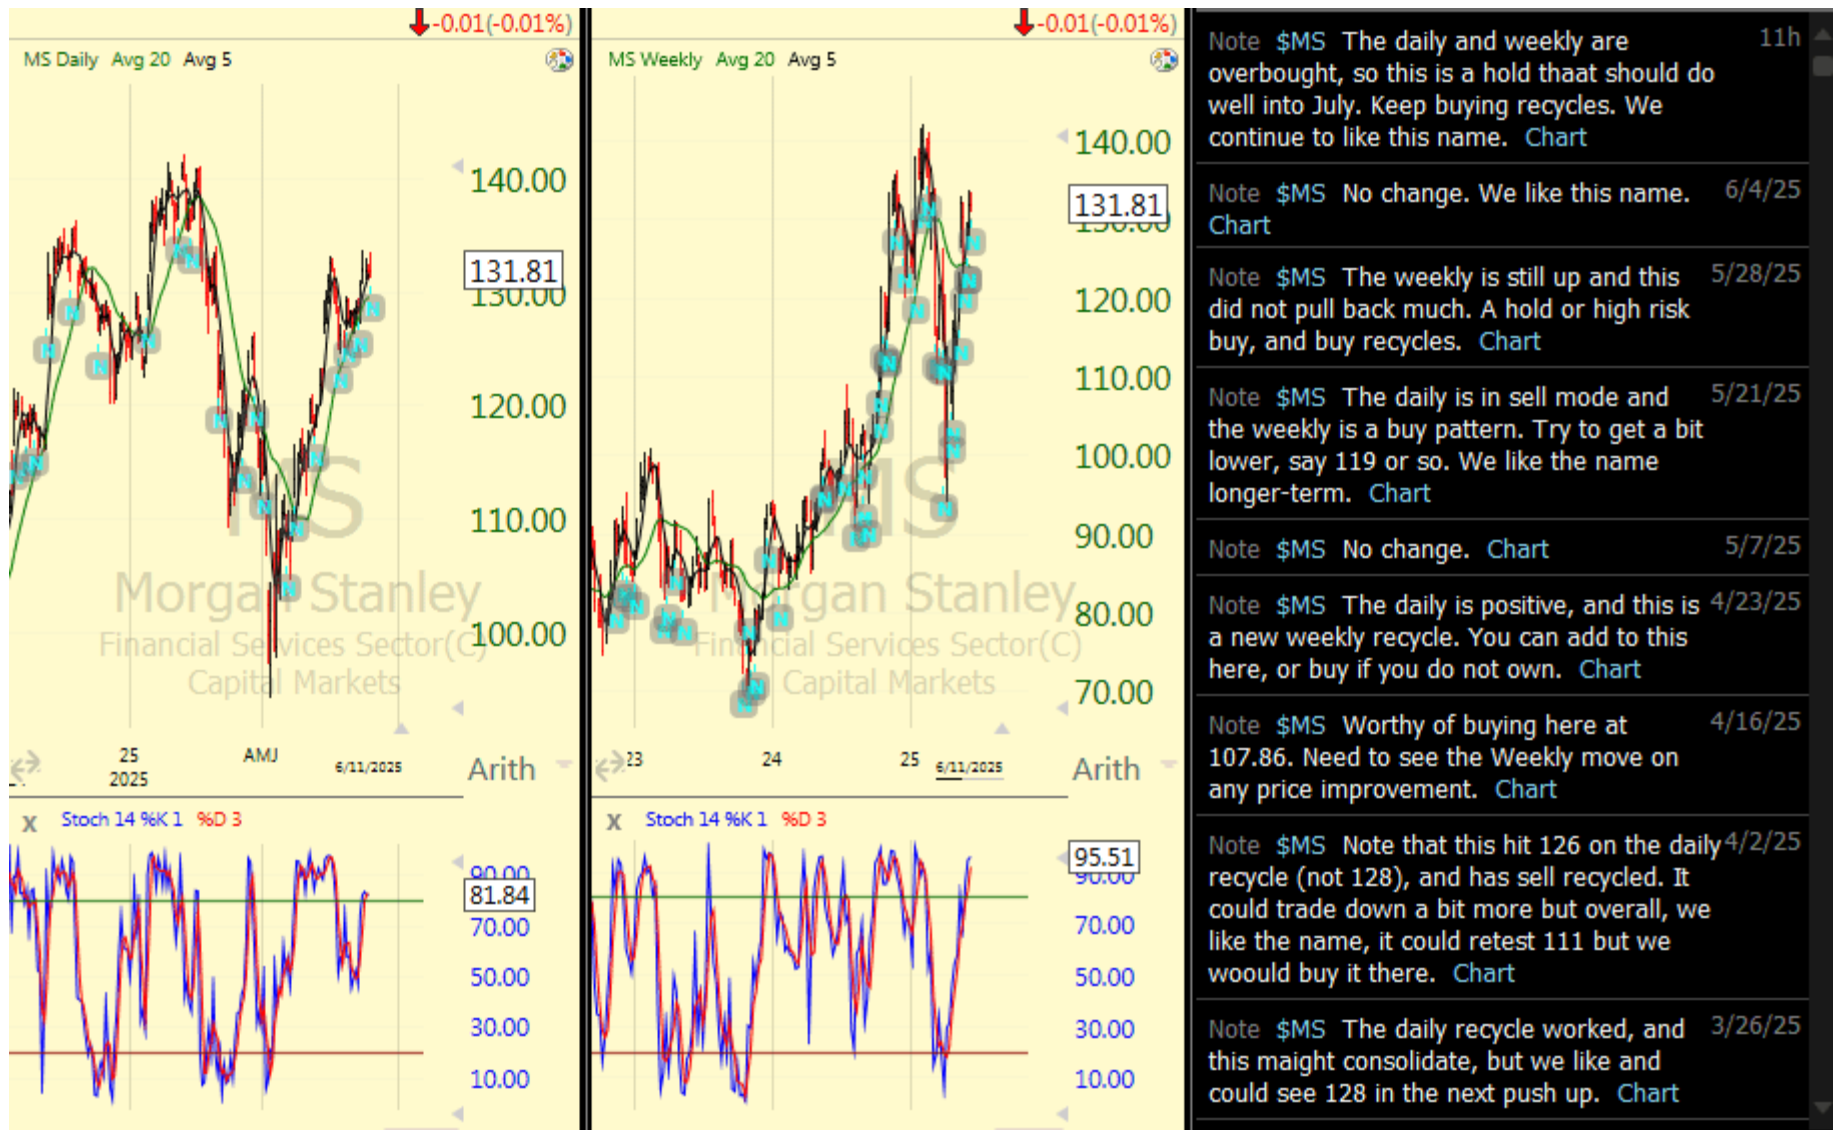 -0.01(-0.01%)
MS Daily Avg 20 Avg 5
140.00
131.81
130.00
120.00
110.00
100.00
MS
Morgan Stanley
Financial Services Sector(C)
Capital Markets
25
2025
AMJ
6/11/2025
Arith
X Stoch 14 %K 1 %D 3
90.00
81.84
70.00
50.00
30.00
10.00
-0.01(-0.01%)
MS Weekly Avg 20 Avg 5
140.00
131.81
130.00
120.00
110.00
100.00
90.00
80.00
70.00
MS
Morgan Stanley
Financial Services Sector(C)
Capital Markets
23
24
25
6/11/2025
Arith
X Stoch 14 %K 1 %D 3
95.51
90.00
70.00
50.00
30.00
10.00
Note $MS The daily and weekly are 11h
overbought, so this is a hold thaat should do
well into July. Keep buying recycles. We
continue to like this name. Chart
Note $MS No change. We like this name. 6/4/25
Chart
Note $MS The weekly is still up and this 5/28/25
did not pull back much. A hold or high risk
buy, and buy recycles. Chart
Note $MS The daily is in sell mode and 5/21/25
the weekly is a buy pattern. Try to get a bit
lower, say 119 or so. We like the name
longer-term. Chart
Note $MS No change. Chart 5/7/25
Note $MS The daily is positive, and this is 4/23/25
a new weekly recycle. You can add to this
here, or buy if you do not own. Chart
Note $MS Worthy of buying here at 4/16/25
107.86. Need to see the Weekly move on
any price improvement. Chart
Note $MS Note that this hit 126 on the daily 4/2/25
recycle (not 128), and has sell recycled. It
could trade down a bit more but overall, we
like the name, it could retest 111 but we
woould buy it there. Chart
Note $MS The daily recycle worked, and 3/26/25
this maight consolidate, but we like and
could see 128 in the next push up. Chart